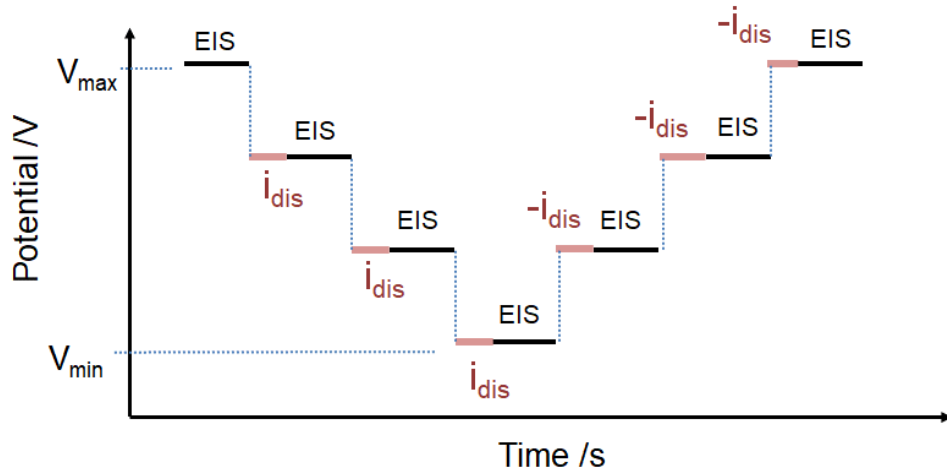 -i_dis
EIS
EIS
V_max
-i_dis
EIS
EIS
i_dis
-i_dis
EIS
EIS
i_dis
EIS
V_min
i_dis
Potential /V
Time /s